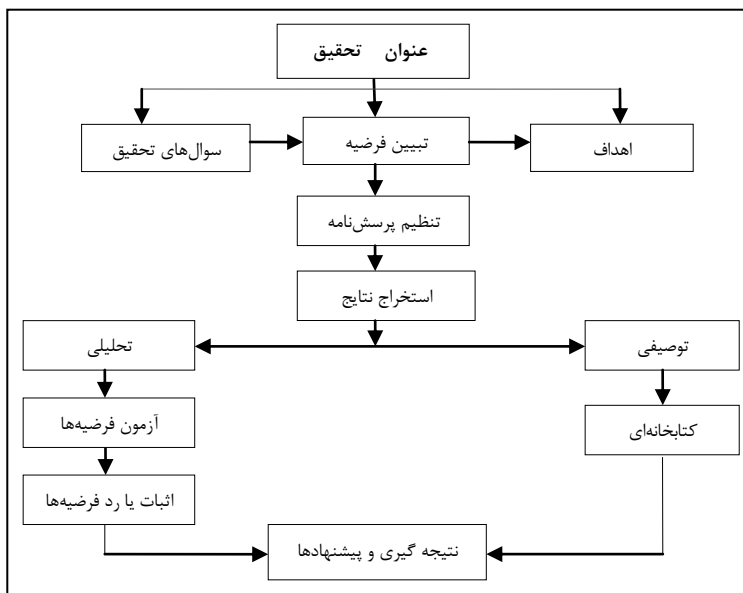 عنوان تحقیق
اهداف
تبیین فرضیه
سوال‌های تحقیق
تنظیم پرسش‌نامه
استخراج نتایج
توصیفی
تحلیلی
کتابخانه‌ای
آزمون فرضیه‌ها
اثبات یا رد فرضیه‌ها
نتیجه گیری و پیشنهادها